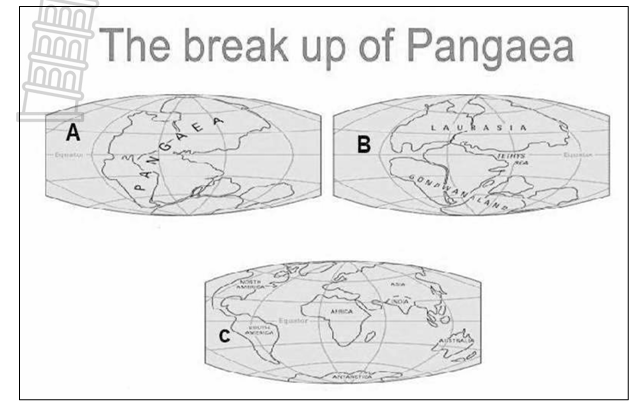 The break up of Pangaea
A
PANGAEA
Equator
B
LAURASIA
TETHYS
SEA
Equator
GONDWANALAND
NORTH
AMERICA
ASIA
INDIA
AFRICA
Equator
SOUTH
AMERICA
C
AUSTRALIA
ANTARCTICA